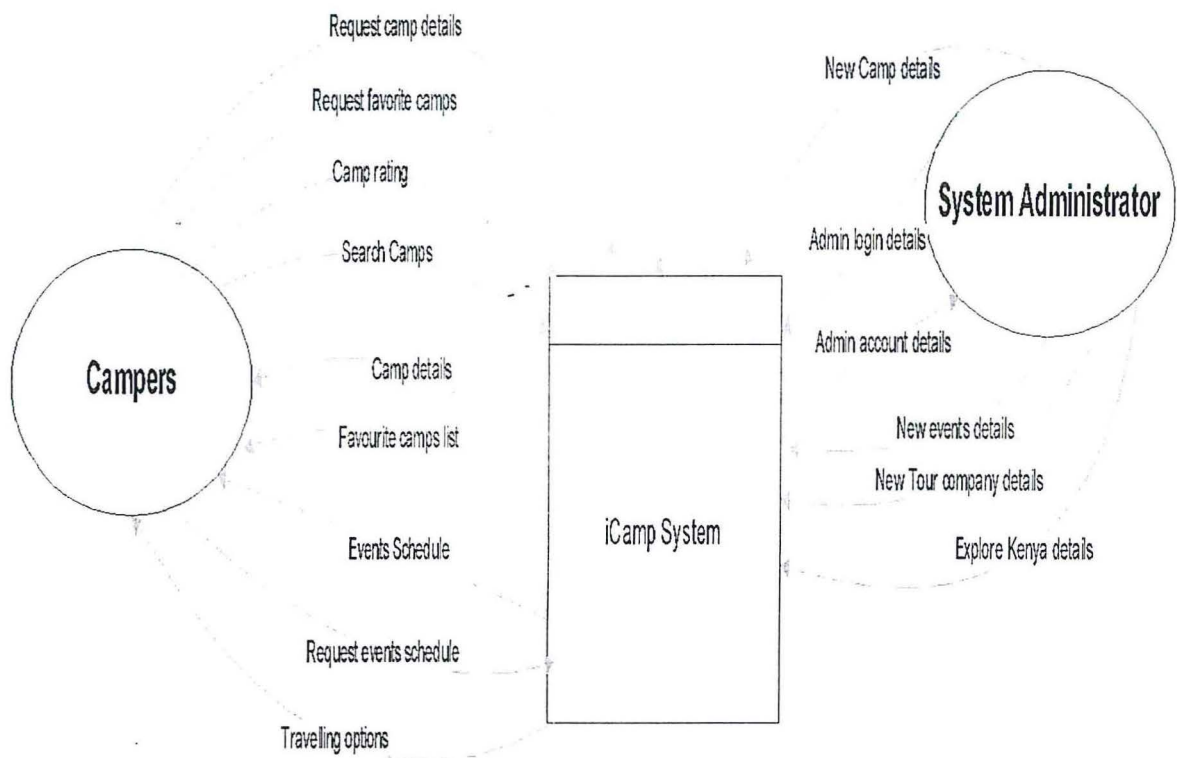 Request camp details
Request favorite camps
Camp rating
Search Camps
Campers
Camp details
Favourite camps list
Events Schedule
Request events schedule
Travelling options
iCamp System
New Camp details
System Administrator
Admin login details
Admin account details
New events details
New Tour company details
Explore Kenya details